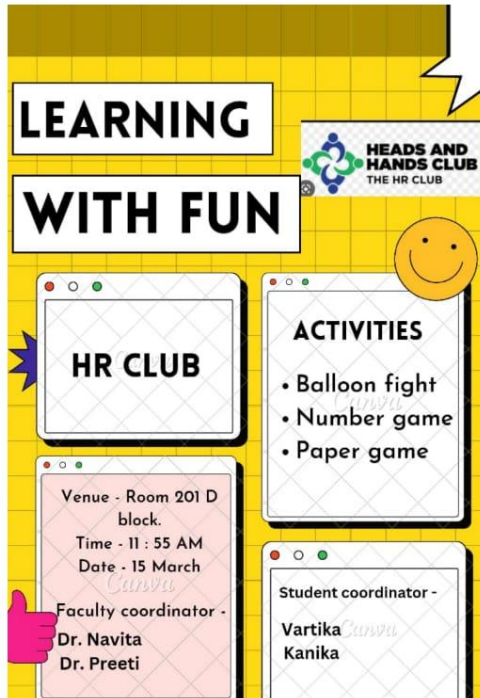 LEARNING
WITH FUN
HEADS AND
HANDS CLUB
THE HR CLUB
HR CLUB
ACTIVITIES
• Balloon fight
• Number game
• Paper game
Canva
Venue - Room 201 D
block.
Time - 11 : 55 AM
Date - 15 March
Canva
Faculty coordinator -
Dr. Navita
Dr. Preeti
Student coordinator -
Vartika
Canva
Kanika